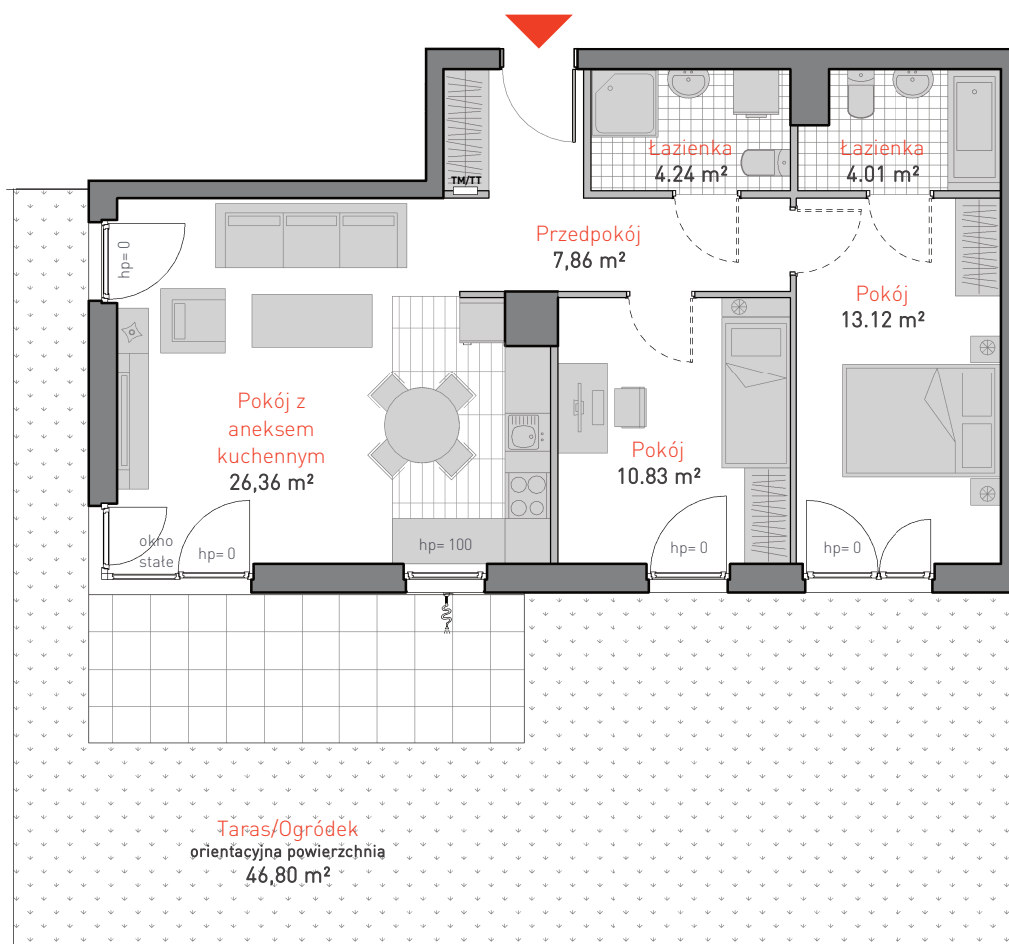 TM/TT
Łazienka
4.24 m²
Łazienka
4.01 m²
Przedpokój
7,86 m²
hp= 0
Pokój
13.12 m²
Pokój z
aneksem
kuchennym
26,36 m²
Pokój
10.83 m²
okno
stałe
hp= 0
hp= 100
hp= 0
hp= 0
Taras/Ogródek
orientacyjna powierzchnia
46,80 m²